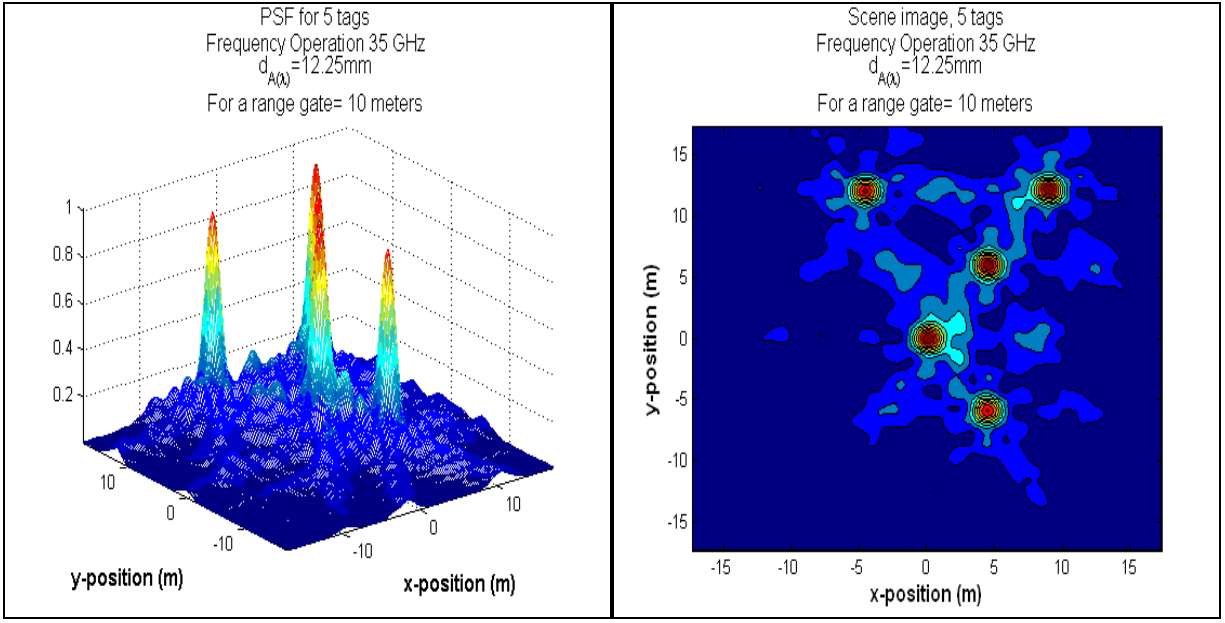 PSF for 5 tags
Frequency Operation 35 GHz
d_A(λ)=12.25mm
For a range gate= 10 meters
1
0.8
0.6
0.4
0.2
10
0
-10
-10
0
10
y-position (m)
x-position (m)
Scene image, 5 tags
Frequency Operation 35 GHz
d_A(λ)=12.25mm
For a range gate= 10 meters
15
10
5
0
-5
-10
-15
y-position (m)
-15 -10 -5 0 5 10 15
x-position (m)